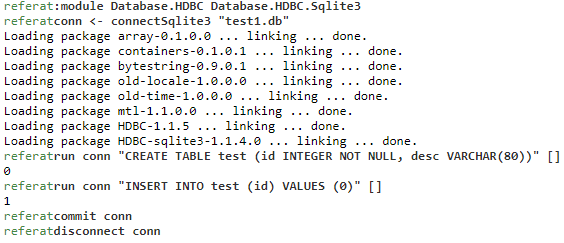 referat:module Database.HDBC Database.HDBC.Sqlite3
referatconn <- connectSqlite3 "test1.db"
Loading package array-0.1.0.0 ... linking ... done.
Loading package containers-0.1.0.1 ... linking ... done.
Loading package bytestring-0.9.0.1 ... linking ... done.
Loading package old-locale-1.0.0.0 ... linking ... done.
Loading package old-time-1.0.0.0 ... linking ... done.
Loading package mtl-1.1.0.0 ... linking ... done.
Loading package HDBC-1.1.5 ... linking ... done.
Loading package HDBC-sqlite3-1.1.4.0 ... linking ... done.
referatrun conn "CREATE TABLE test (id INTEGER NOT NULL, desc VARCHAR(80))" []
0
referatrun conn "INSERT INTO test (id) VALUES (0)" []
1
referatcommit conn
referatdisconnect conn